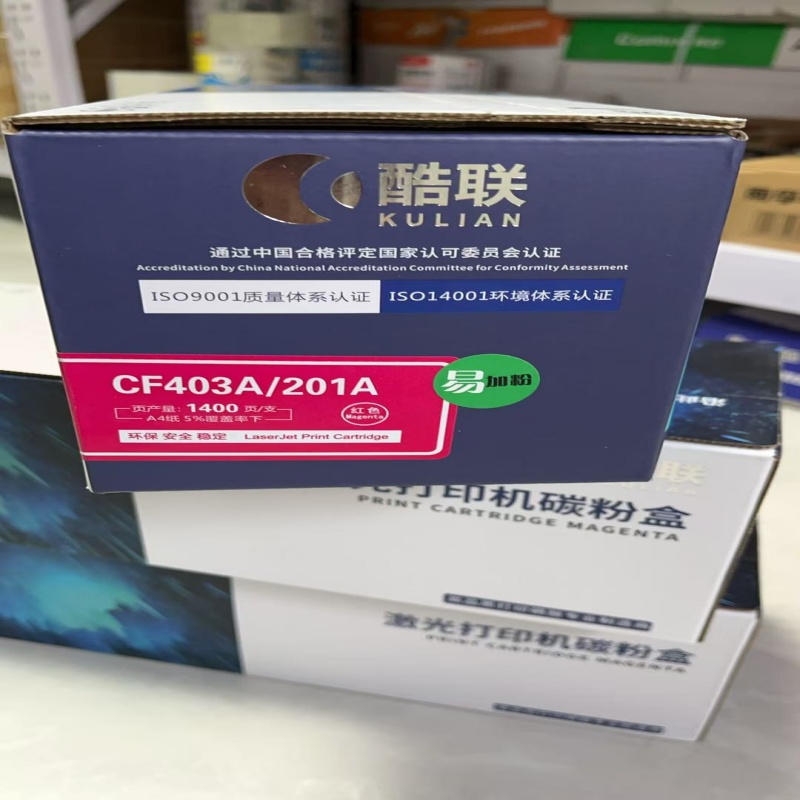 酷联
KULIAN
通过中国合格评定国家认可委员会认证
Accreditation by China National Accreditation Committee for Conformity Assessment
ISO9001质量体系认证 ISO14001环境体系认证
CF403A/201A
易加粉
页产量: 1400 页/支
A4纸 5%覆盖率下
红色
Magenta
环保 安全 稳定 LaserJet Print Cartridge
联
光打印机碳粉盒
PRINT CARTRIDGE MAGENTA
激光打印机碳粉盒
PRINT CARTRIDGE MAGENTA